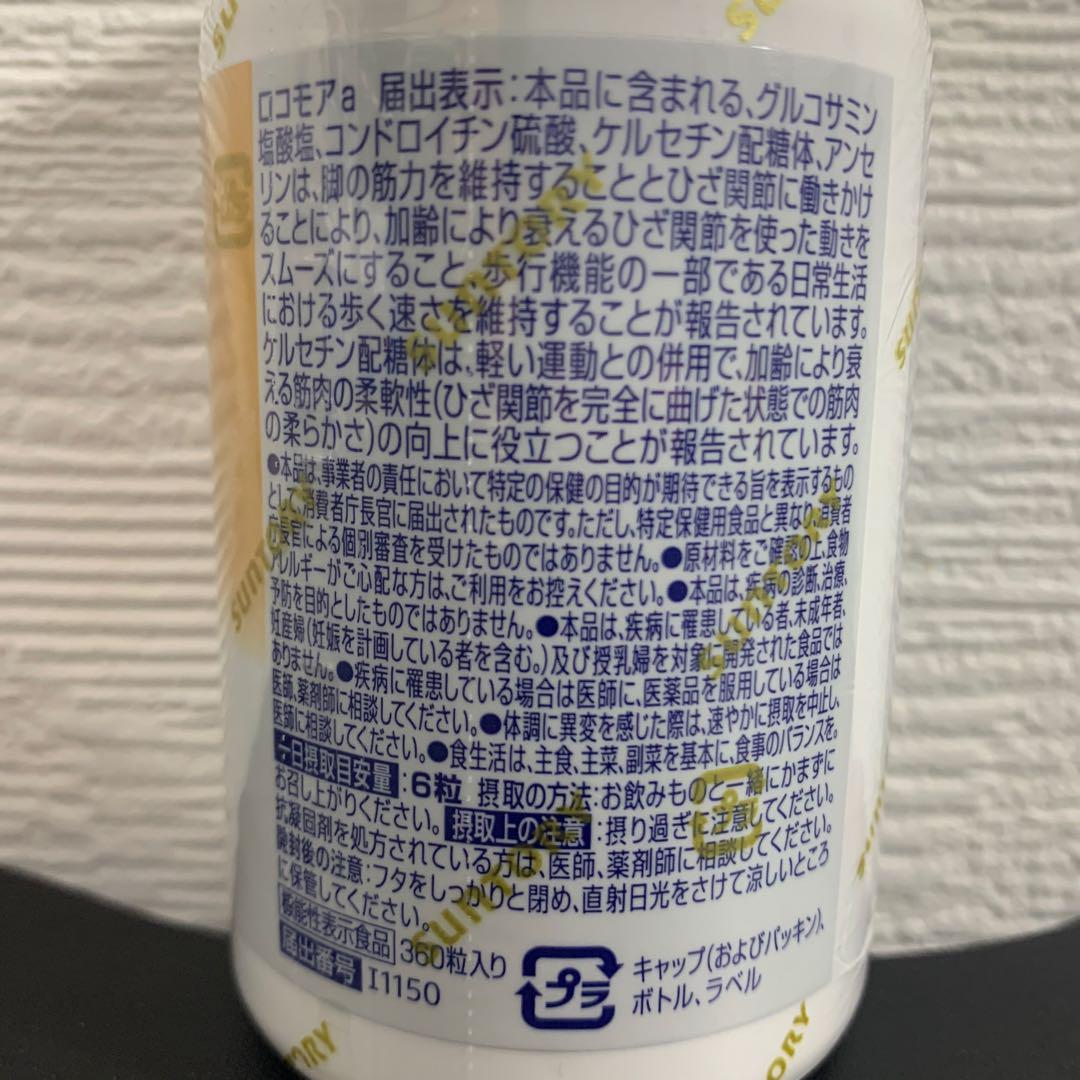 ロコモアa 届出表示:本品に含まれる、グルコサミン
塩酸塩、コンドロイチン硫酸、ケルセチン配糖体、アンセ
リンは、脚の筋力を維持することとひざ関節に働きかけ
ることにより、加齢により衰えるひざ関節を使った動きを
スムーズにすること、歩行機能の一部である日常生活
における歩く速さを維持することが報告されています。
ケルセチン配糖体は、軽い運動との併用で、加齢により衰
える筋肉の柔軟性(ひざ関節を完全に曲げた状態での筋肉
の柔らかさ)の向上に役立つことが報告されています。
●本品は、事業者の責任において特定の保健の目的が期待できる旨を表示するもの
として、消費者庁長官に届出されたものです。ただし、特定保健用食品と異なり、消費者
庁長官による個別審査を受けたものではありません。●原材料をご確認の上、食物
アレルギーがご心配な方は、ご利用をお控えください。●本品は、疾病の診断、治療、
予防を目的としたものではありません。●本品は、疾病に罹患している者、未成年者、
妊産婦(妊娠を計画している者を含む。)及び授乳婦を対象に開発された食品では
ありません。●疾病に罹患している場合は医師に、医薬品を服用している場合は
医師、薬剤師に相談してください。●体調に異変を感じた際は、速やかに摂取を中止し、
医師に相談してください。●食生活は、主食、主菜、副菜を基本に、食事のバランスを。
一日摂取目安量:6粒 摂取の方法:お飲みものと一緒にかまずに
お召し上がりください。摂取上の注意:摂り過ぎに注意してください。
抗凝固剤を処方されている方は、医師、薬剤師に相談してください。
開封後の注意:フタをしっかりと閉め、直射日光をさけて涼しいところ
に保管してください。
機能性表示食品 360粒入り
届出番号 I1150
プラ
キャップ(およびパッキン)、
ボトル、ラベル
SUNTORY
SUNTORY
SUNTORY
SUNTORY
SUNTORY
SUNTORY